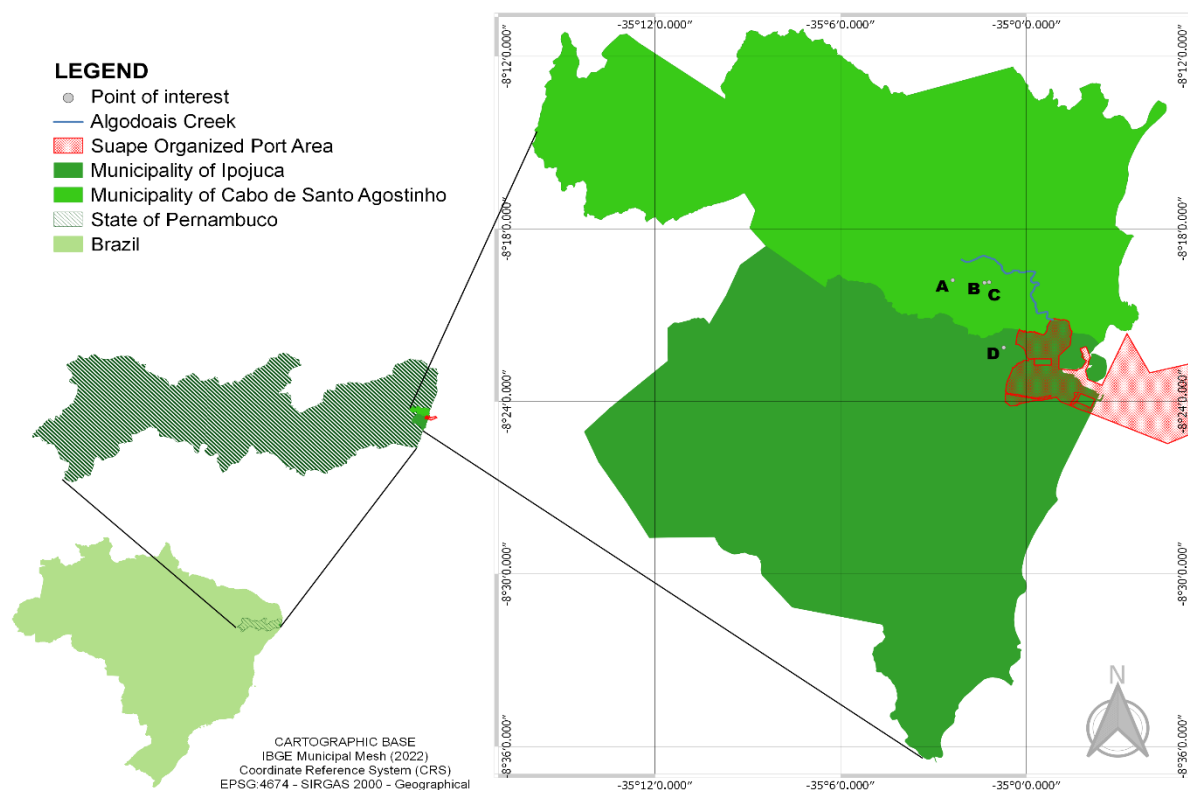 LEGEND
Point of interest
Algodoais Creek
Suape Organized Port Area
Municipality of Ipojuca
Municipality of Cabo de Santo Agostinho
State of Pernambuco
Brazil
-35°12'0.000"
-35°6'0.000"
-35°0'0.000"
-8°12'0.000"
-8°12'0.000"
-8°18'0.000"
-8°18'0.000"
A
B
C
D
-8°24'0.000"
-8°24'0.000"
-8°30'0.000"
-8°30'0.000"
N
-8°36'0.000"
-8°36'0.000"
-35°12'0.000"
-35°6'0.000"
-35°0'0.000"
CARTOGRAPHIC BASE
IBGE Municipal Mesh (2022)
Coordinate Reference System (CRS)
EPSG:4674 - SIRGAS 2000 - Geographical